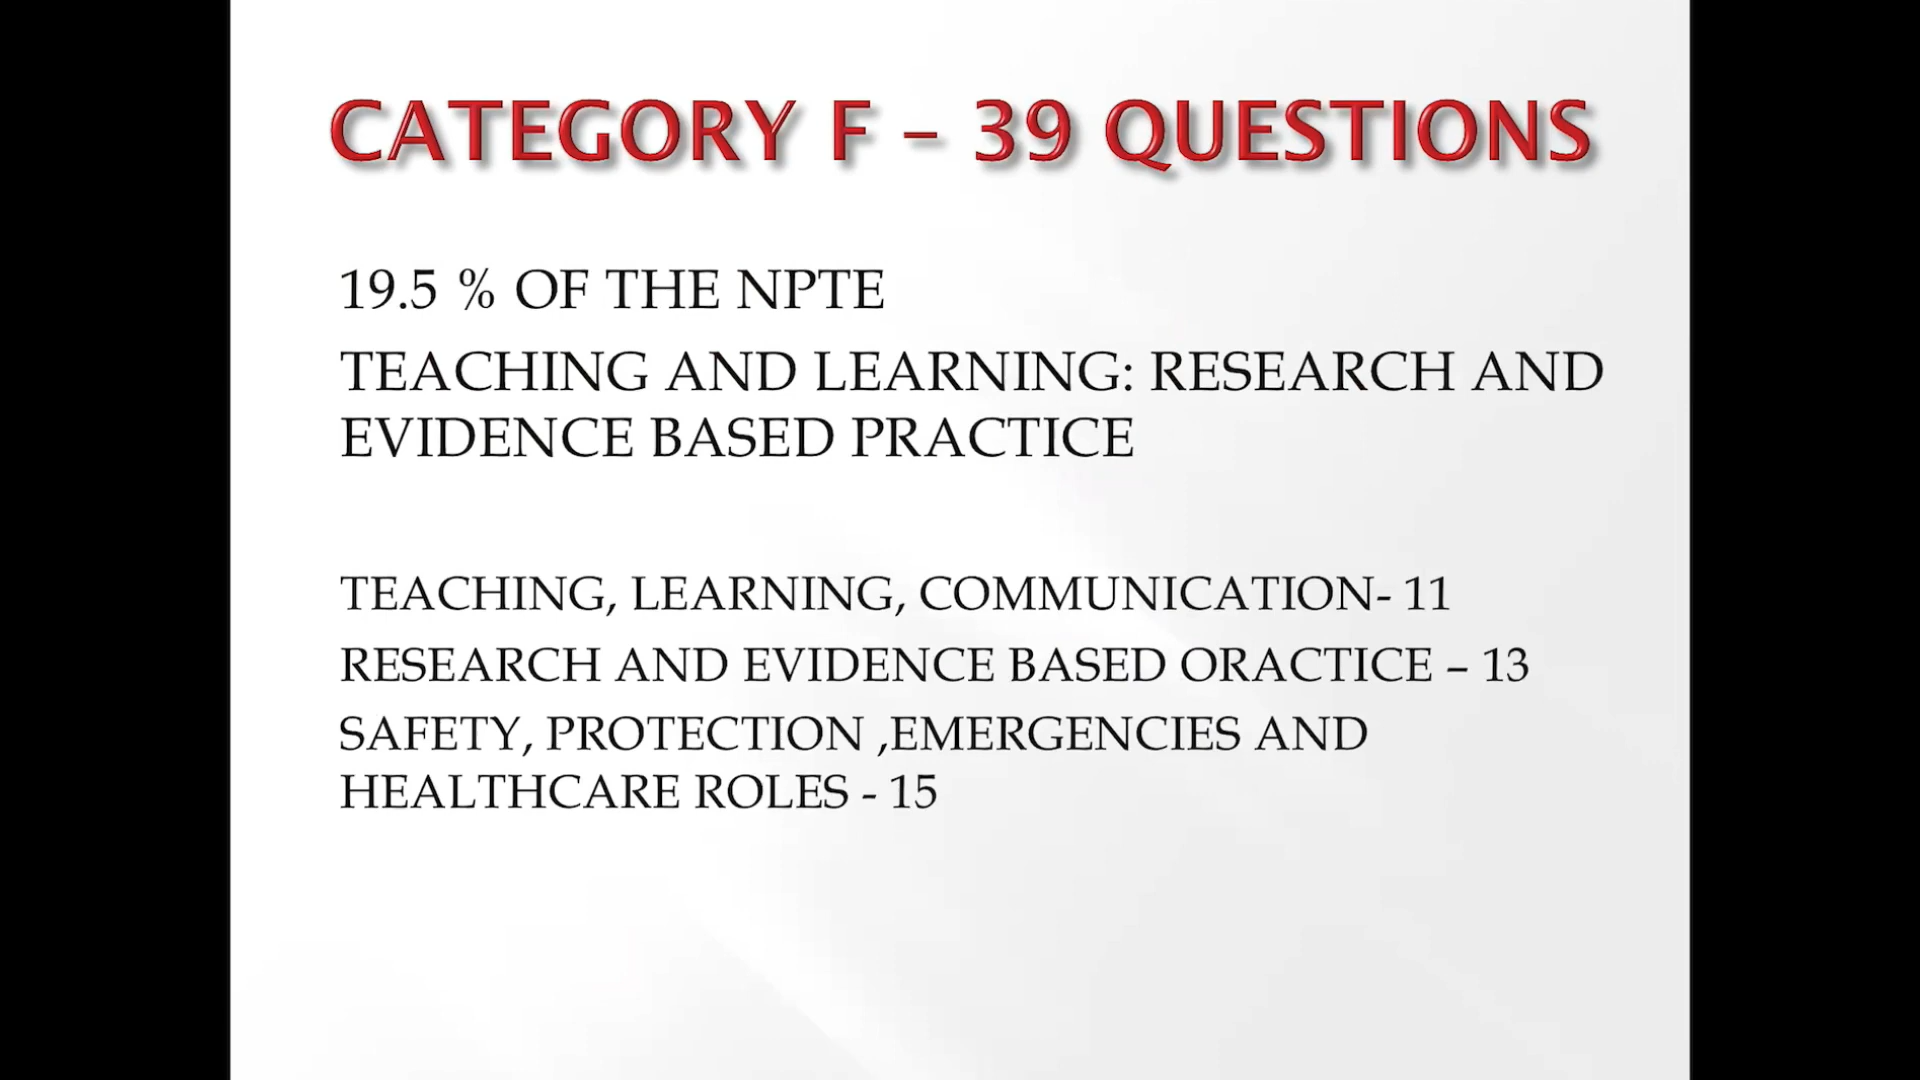 CATEGORY F – 39 QUESTIONS
19.5 % OF THE NPTE
TEACHING AND LEARNING: RESEARCH AND
EVIDENCE BASED PRACTICE
TEACHING, LEARNING, COMMUNICATION- 11
RESEARCH AND EVIDENCE BASED ORACTICE – 13
SAFETY, PROTECTION ,EMERGENCIES AND
HEALTHCARE ROLES - 15